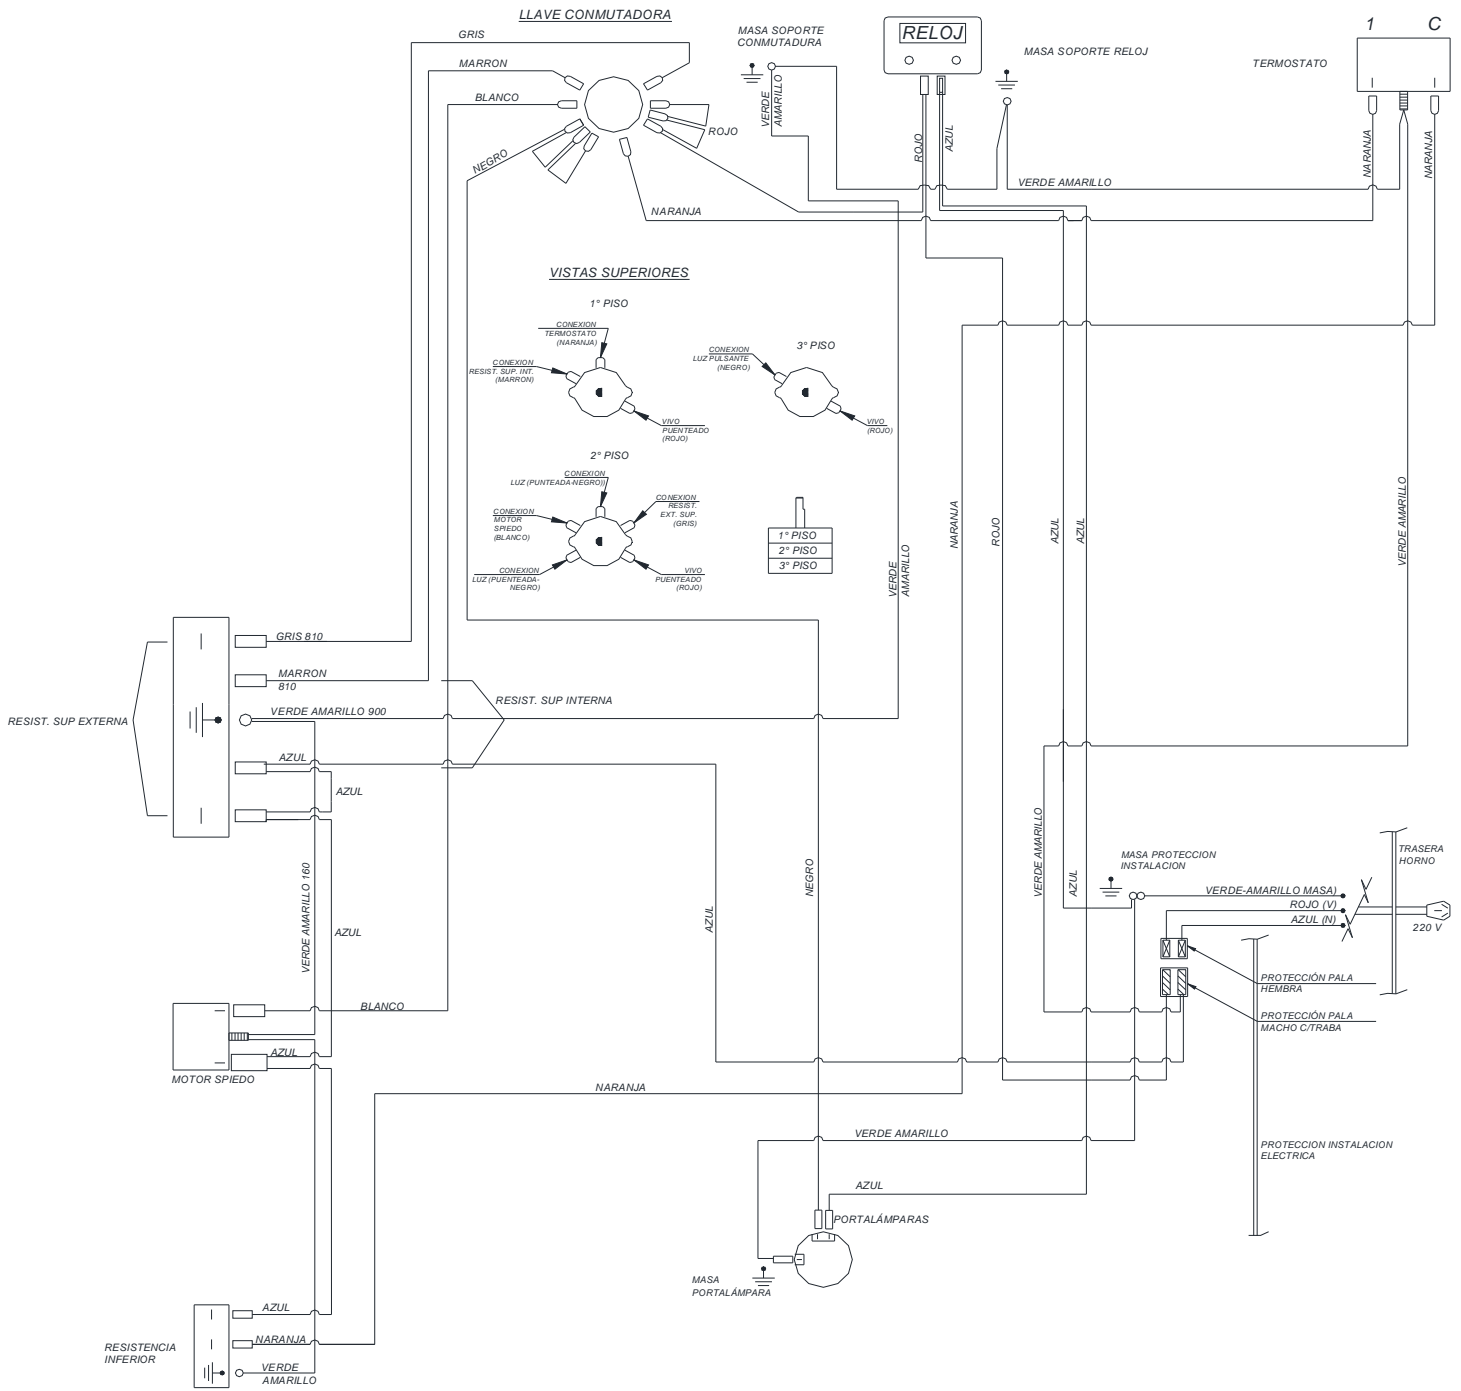 LLAVE CONMUTADORA
GRIS
MARRON
BLANCO
NEGRO
ROJO
NARANJA
MASA SOPORTE
CONMUTADURA
VERDE
AMARILLO
RELOJ
ROJO
AZUL
MASA SOPORTE RELOJ
VERDE AMARILLO
1 C
TERMOSTATO
NARANJA
NARANJA
VISTAS SUPERIORES
1° PISO
CONEXION
TERMOSTATO
(NARANJA)
CONEXION
RESIST. SUP. INT.
(MARRON)
VIVO
PUENTEADO
(ROJO)
3° PISO
CONEXION
LUZ PULSANTE
(NEGRO)
VIVO
(ROJO)
2° PISO
CONEXION
LUZ (PUNTEADA-NEGRO))
CONEXION
RESIST.
EXT. SUP.
(GRIS)
CONEXION
MOTOR
SPIEDO
(BLANCO)
CONEXION
LUZ (PUENTEADA-
NEGRO)
VIVO
PUENTEADO
(ROJO)
1° PISO
2° PISO
3° PISO
VERDE
AMARILLO
NARANJA
ROJO
AZUL
AZUL
VERDE AMARILLO
GRIS 810
MARRON
810
RESIST. SUP INTERNA
VERDE AMARILLO 900
RESIST. SUP EXTERNA
AZUL
AZUL
VERDE AMARILLO 160
AZUL
NEGRO
AZUL
VERDE AMARILLO
AZUL
MASA PROTECCION
INSTALACION
TRASERA
HORNO
VERDE-AMARILLO MASA)
ROJO (V)
AZUL (N)
220 V
PROTECCIÓN PALA
HEMBRA
PROTECCIÓN PALA
MACHO C/TRABA
BLANCO
AZUL
MOTOR SPIEDO
NARANJA
VERDE AMARILLO
PROTECCION INSTALACION
ELECTRICA
AZUL
PORTALÁMPARAS
MASA
PORTALÁMPARA
AZUL
NARANJA
RESISTENCIA
INFERIOR
VERDE
AMARILLO